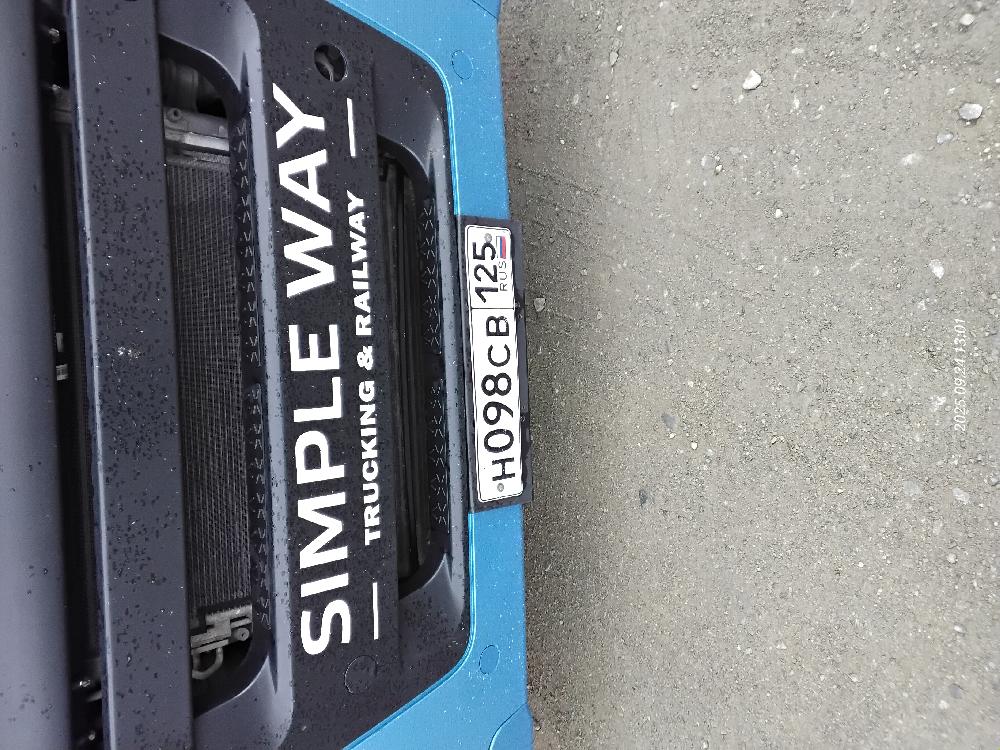 SIMPLE WAY
TRUCKING & RAILWAY
Н098СВ 125
RUS
2025.09.24 13:01